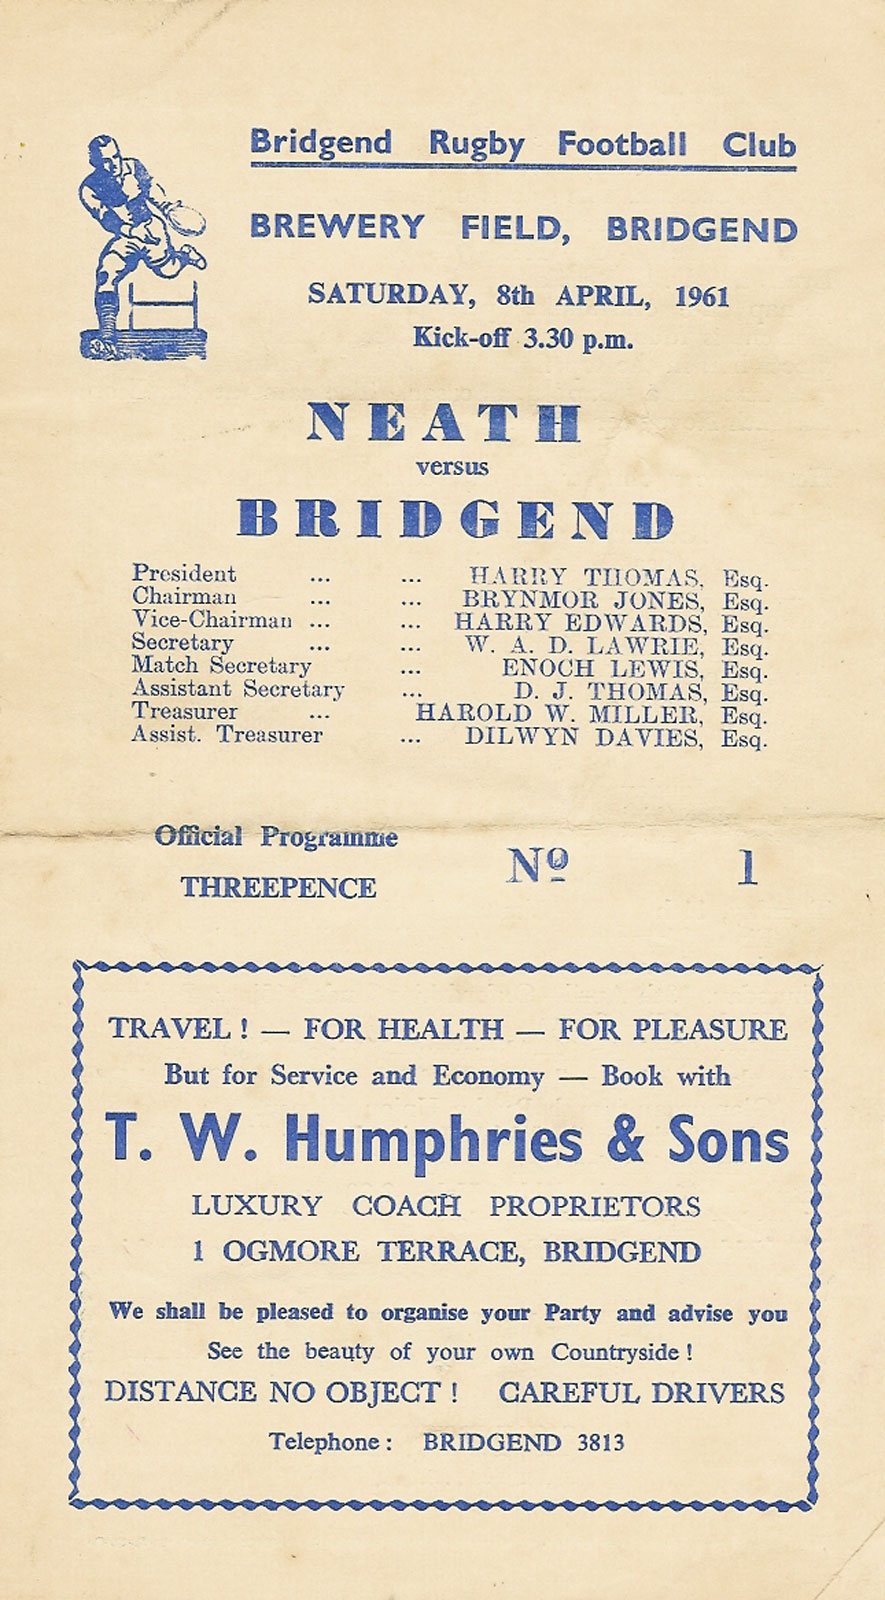 Bridgend Rugby Football Club
BREWERY FIELD, BRIDGEND
SATURDAY, 8th APRIL, 1961
Kick-off 3.30 p.m.
NEATH
versus
BRIDGEND
President ... ... HARRY THOMAS, Esq.
Chairman ... ... BRYNMOR JONES, Esq.
Vice-Chairman ... ... HARRY EDWARDS, Esq.
Secretary ... ... W. A. D. LAWRIE, Esq.
Match Secretary ... ENOCH LEWIS, Esq.
Assistant Secretary ... D. J. THOMAS, Esq.
Treasurer ... HAROLD W. MILLER, Esq.
Assist. Treasurer ... DILWYN DAVIES, Esq.
Official Programme
THREEPENCE
Nº 1
TRAVEL ! — FOR HEALTH — FOR PLEASURE
But for Service and Economy — Book with
T. W. Humphries & Sons
LUXURY COACH PROPRIETORS
1 OGMORE TERRACE, BRIDGEND
We shall be pleased to organise your Party and advise you
See the beauty of your own Countryside !
DISTANCE NO OBJECT ! CAREFUL DRIVERS
Telephone : BRIDGEND 3813